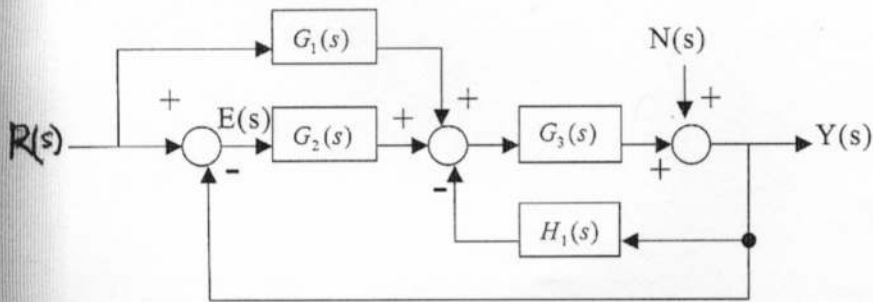 G₁(s)
N(s)
+
+
+
E(s)
G₂(s)
+
G₃(s)
R(s)
Y(s)
-
-
+
H₁(s)